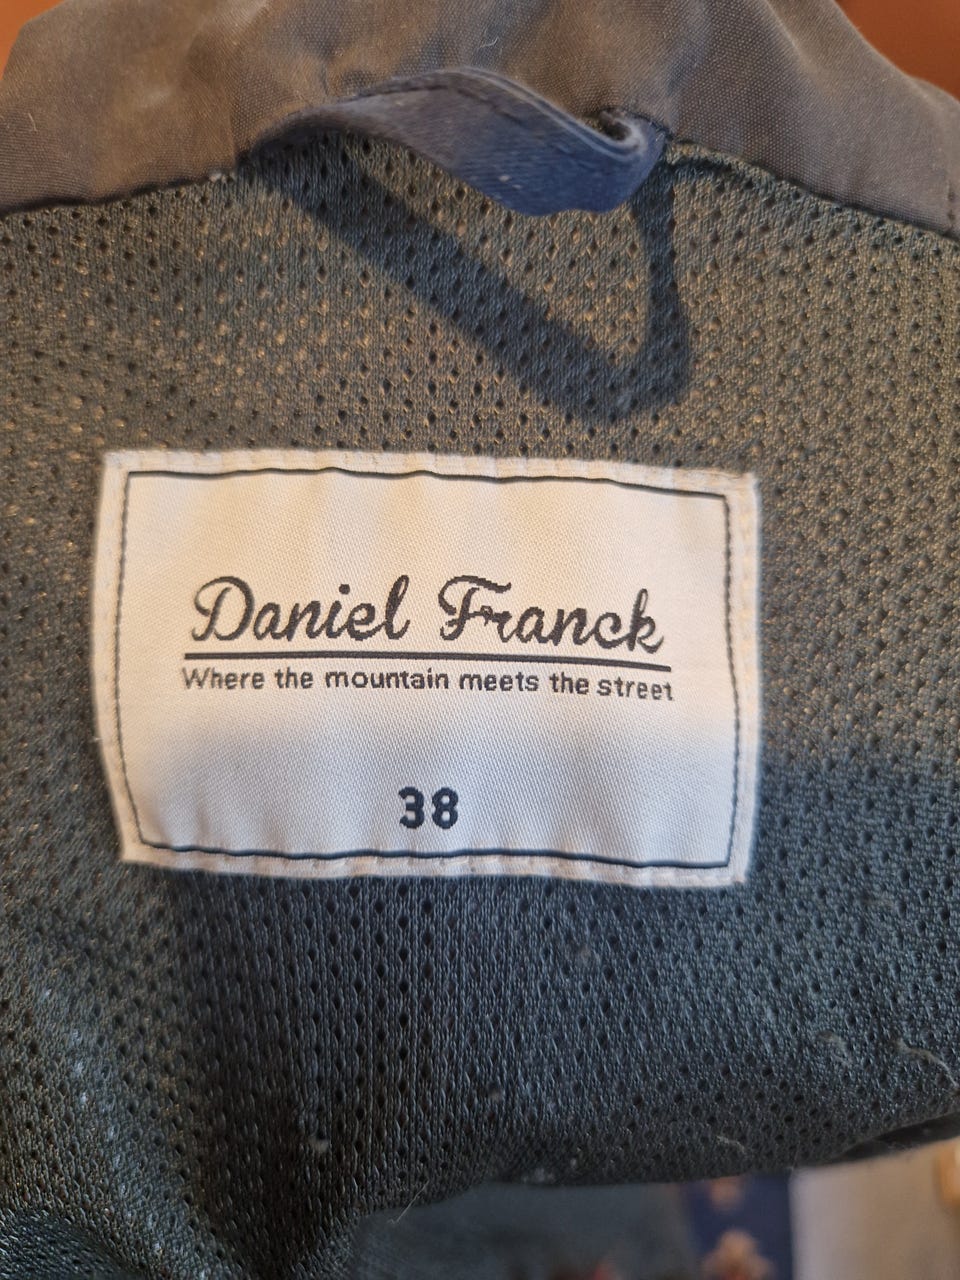 Daniel Franck
Where the mountain meets the street
38